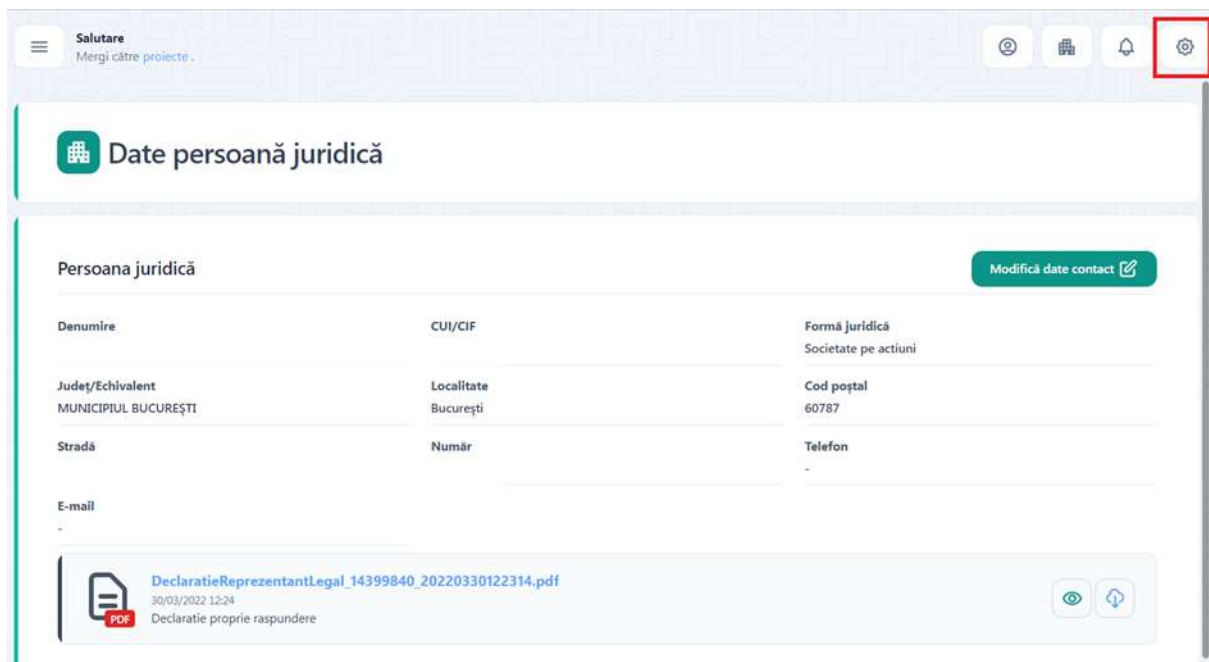 Salutare
Mergi către proiecte .
Date persoană juridică
Persoana juridică
Modifică date contact
Denumire
CUI/CIF
Formă juridică
Societate pe actiuni
Județ/Echivalent
MUNICIPIUL BUCUREȘTI
Localitate
București
Cod poștal
60787
Stradă
Număr
Telefon
-
E-mail
-
DeclaratieReprezentantLegal_14399840_20220330122314.pdf
30/03/2022 12:24
Declaratie proprie raspundere
PDF